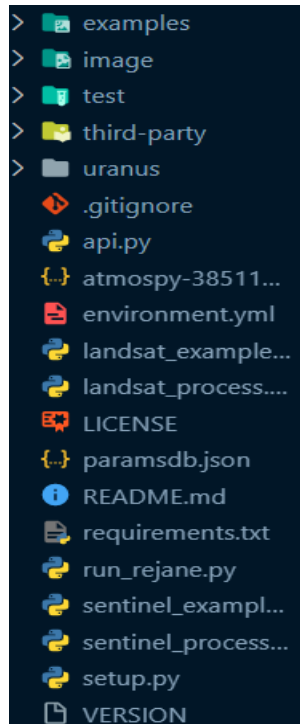 examples
image
test
third-party
uranus
.gitignore
api.py
atmospy-38511...
environment.yml
landsat_example...
landsat_process....
LICENSE
paramsdb.json
README.md
requirements.txt
run_rejane.py
sentinel_exampl...
sentinel_process...
setup.py
VERSION